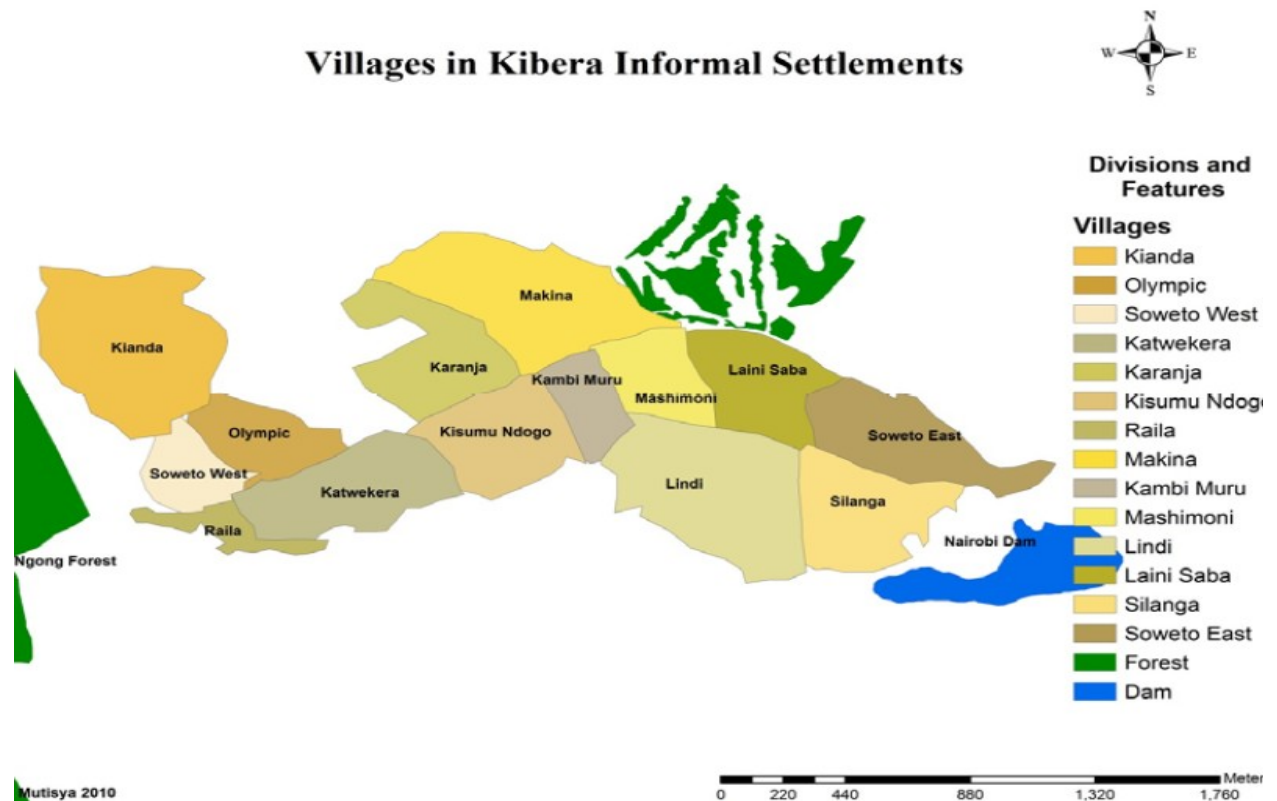 N
W E
S
Villages in Kibera Informal Settlements
Divisions and
Features
Villages
Kianda
Olympic
Soweto West
Katwekera
Karanja
Kisumu Ndogo
Raila
Makina
Kambi Muru
Mashimoni
Lindi
Laini Saba
Silanga
Soweto East
Forest
Dam
Makina
Kianda
Karanja
Laini Saba
Kambi Muru
Mashimoni
Olympic
Kisumu Ndogo
Soweto East
Soweto West
Katwekera
Lindi
Silanga
Raila
Nairobi Dam
Ngong Forest
Mutisya 2010
Meter
0 220 440 880 1,320 1,760